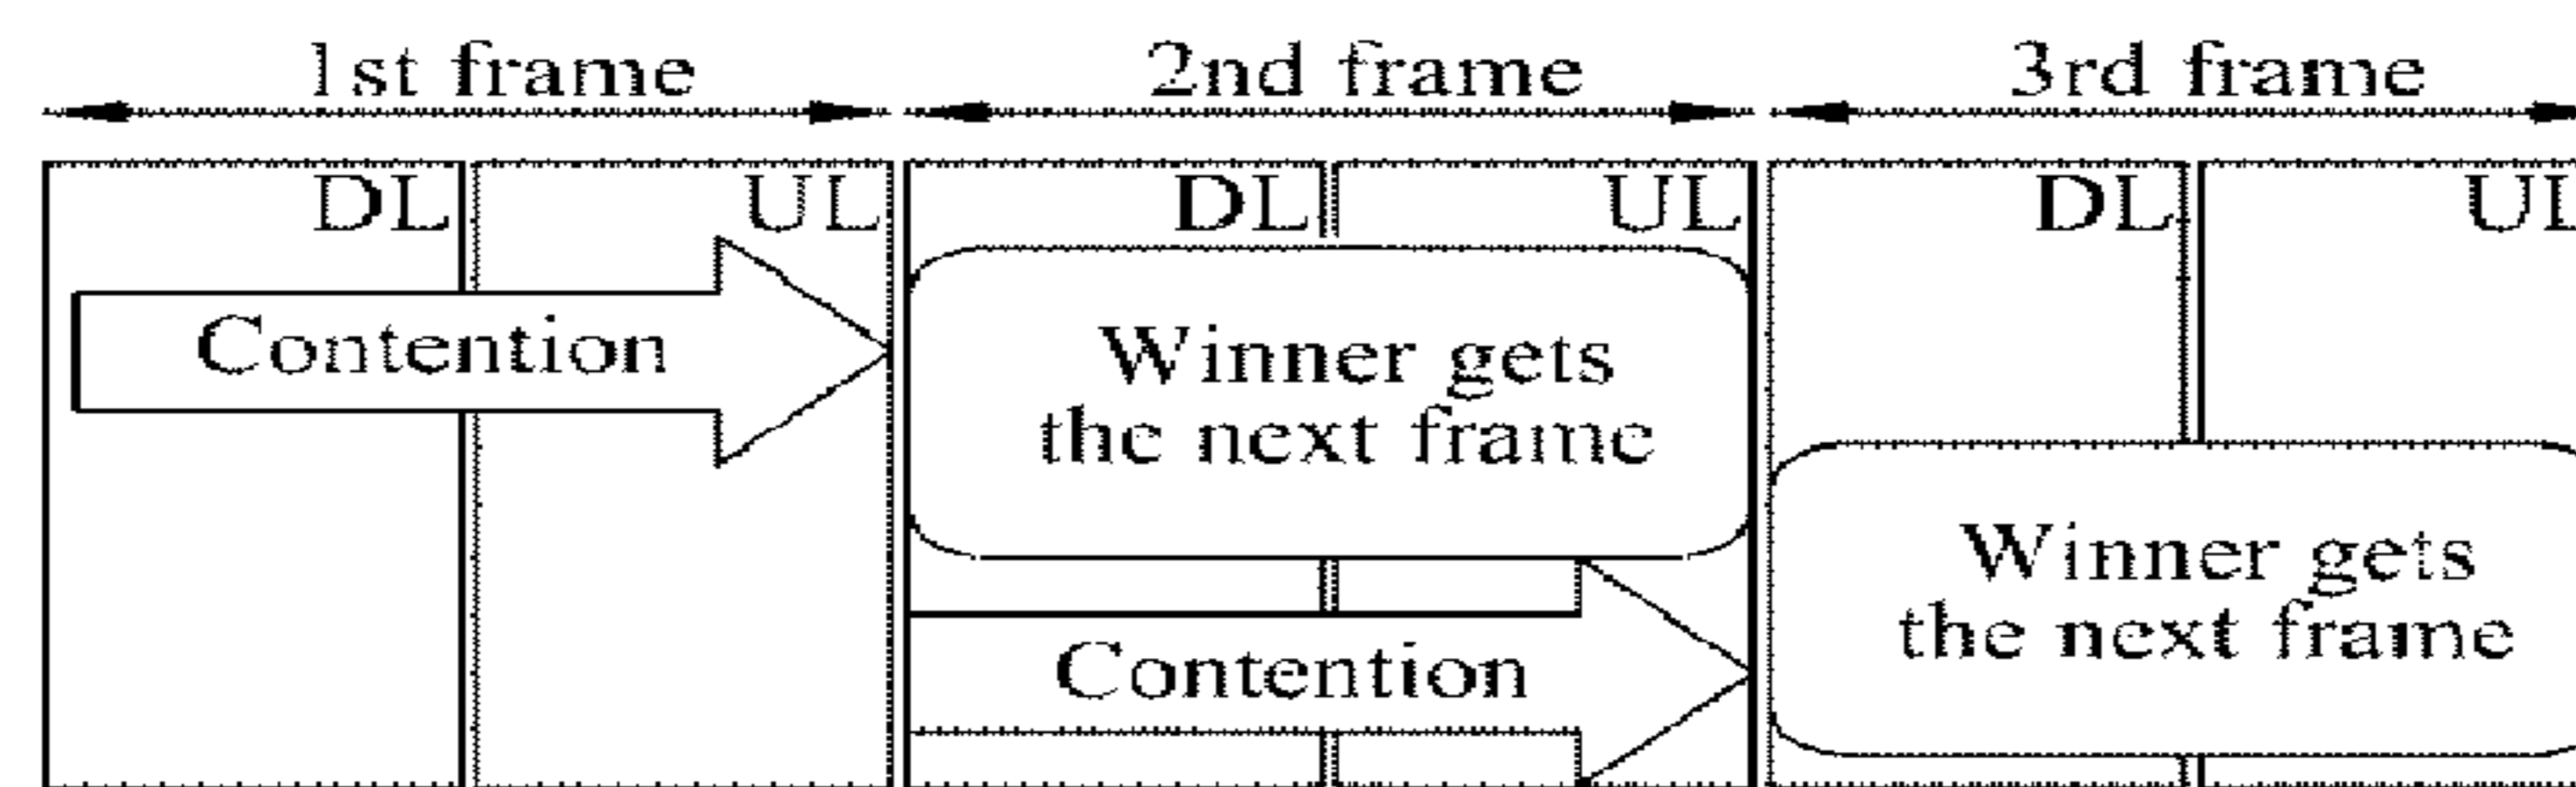 1st frame
2nd frame
3rd frame
DL
UL
DL
UL
DL
UL
Contention
Winner gets
the next frame
Contention
Winner gets
the next frame